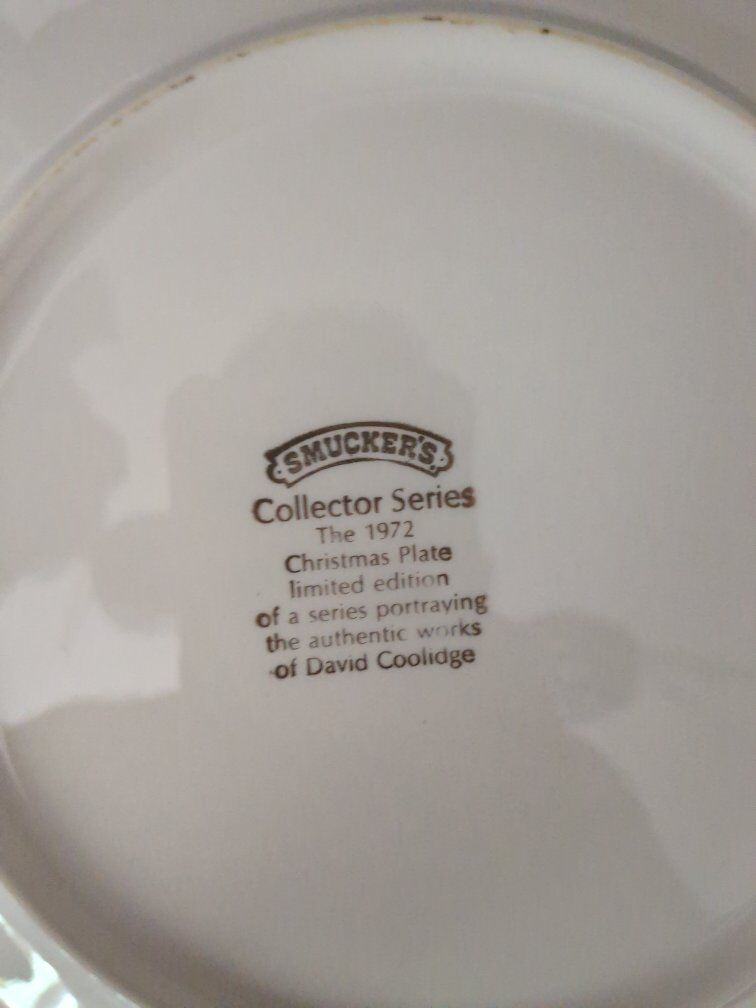 SMUCKER'S
Collector Series
The 1972
Christmas Plate
limited edition
of a series portraying
the authentic works
of David Coolidge